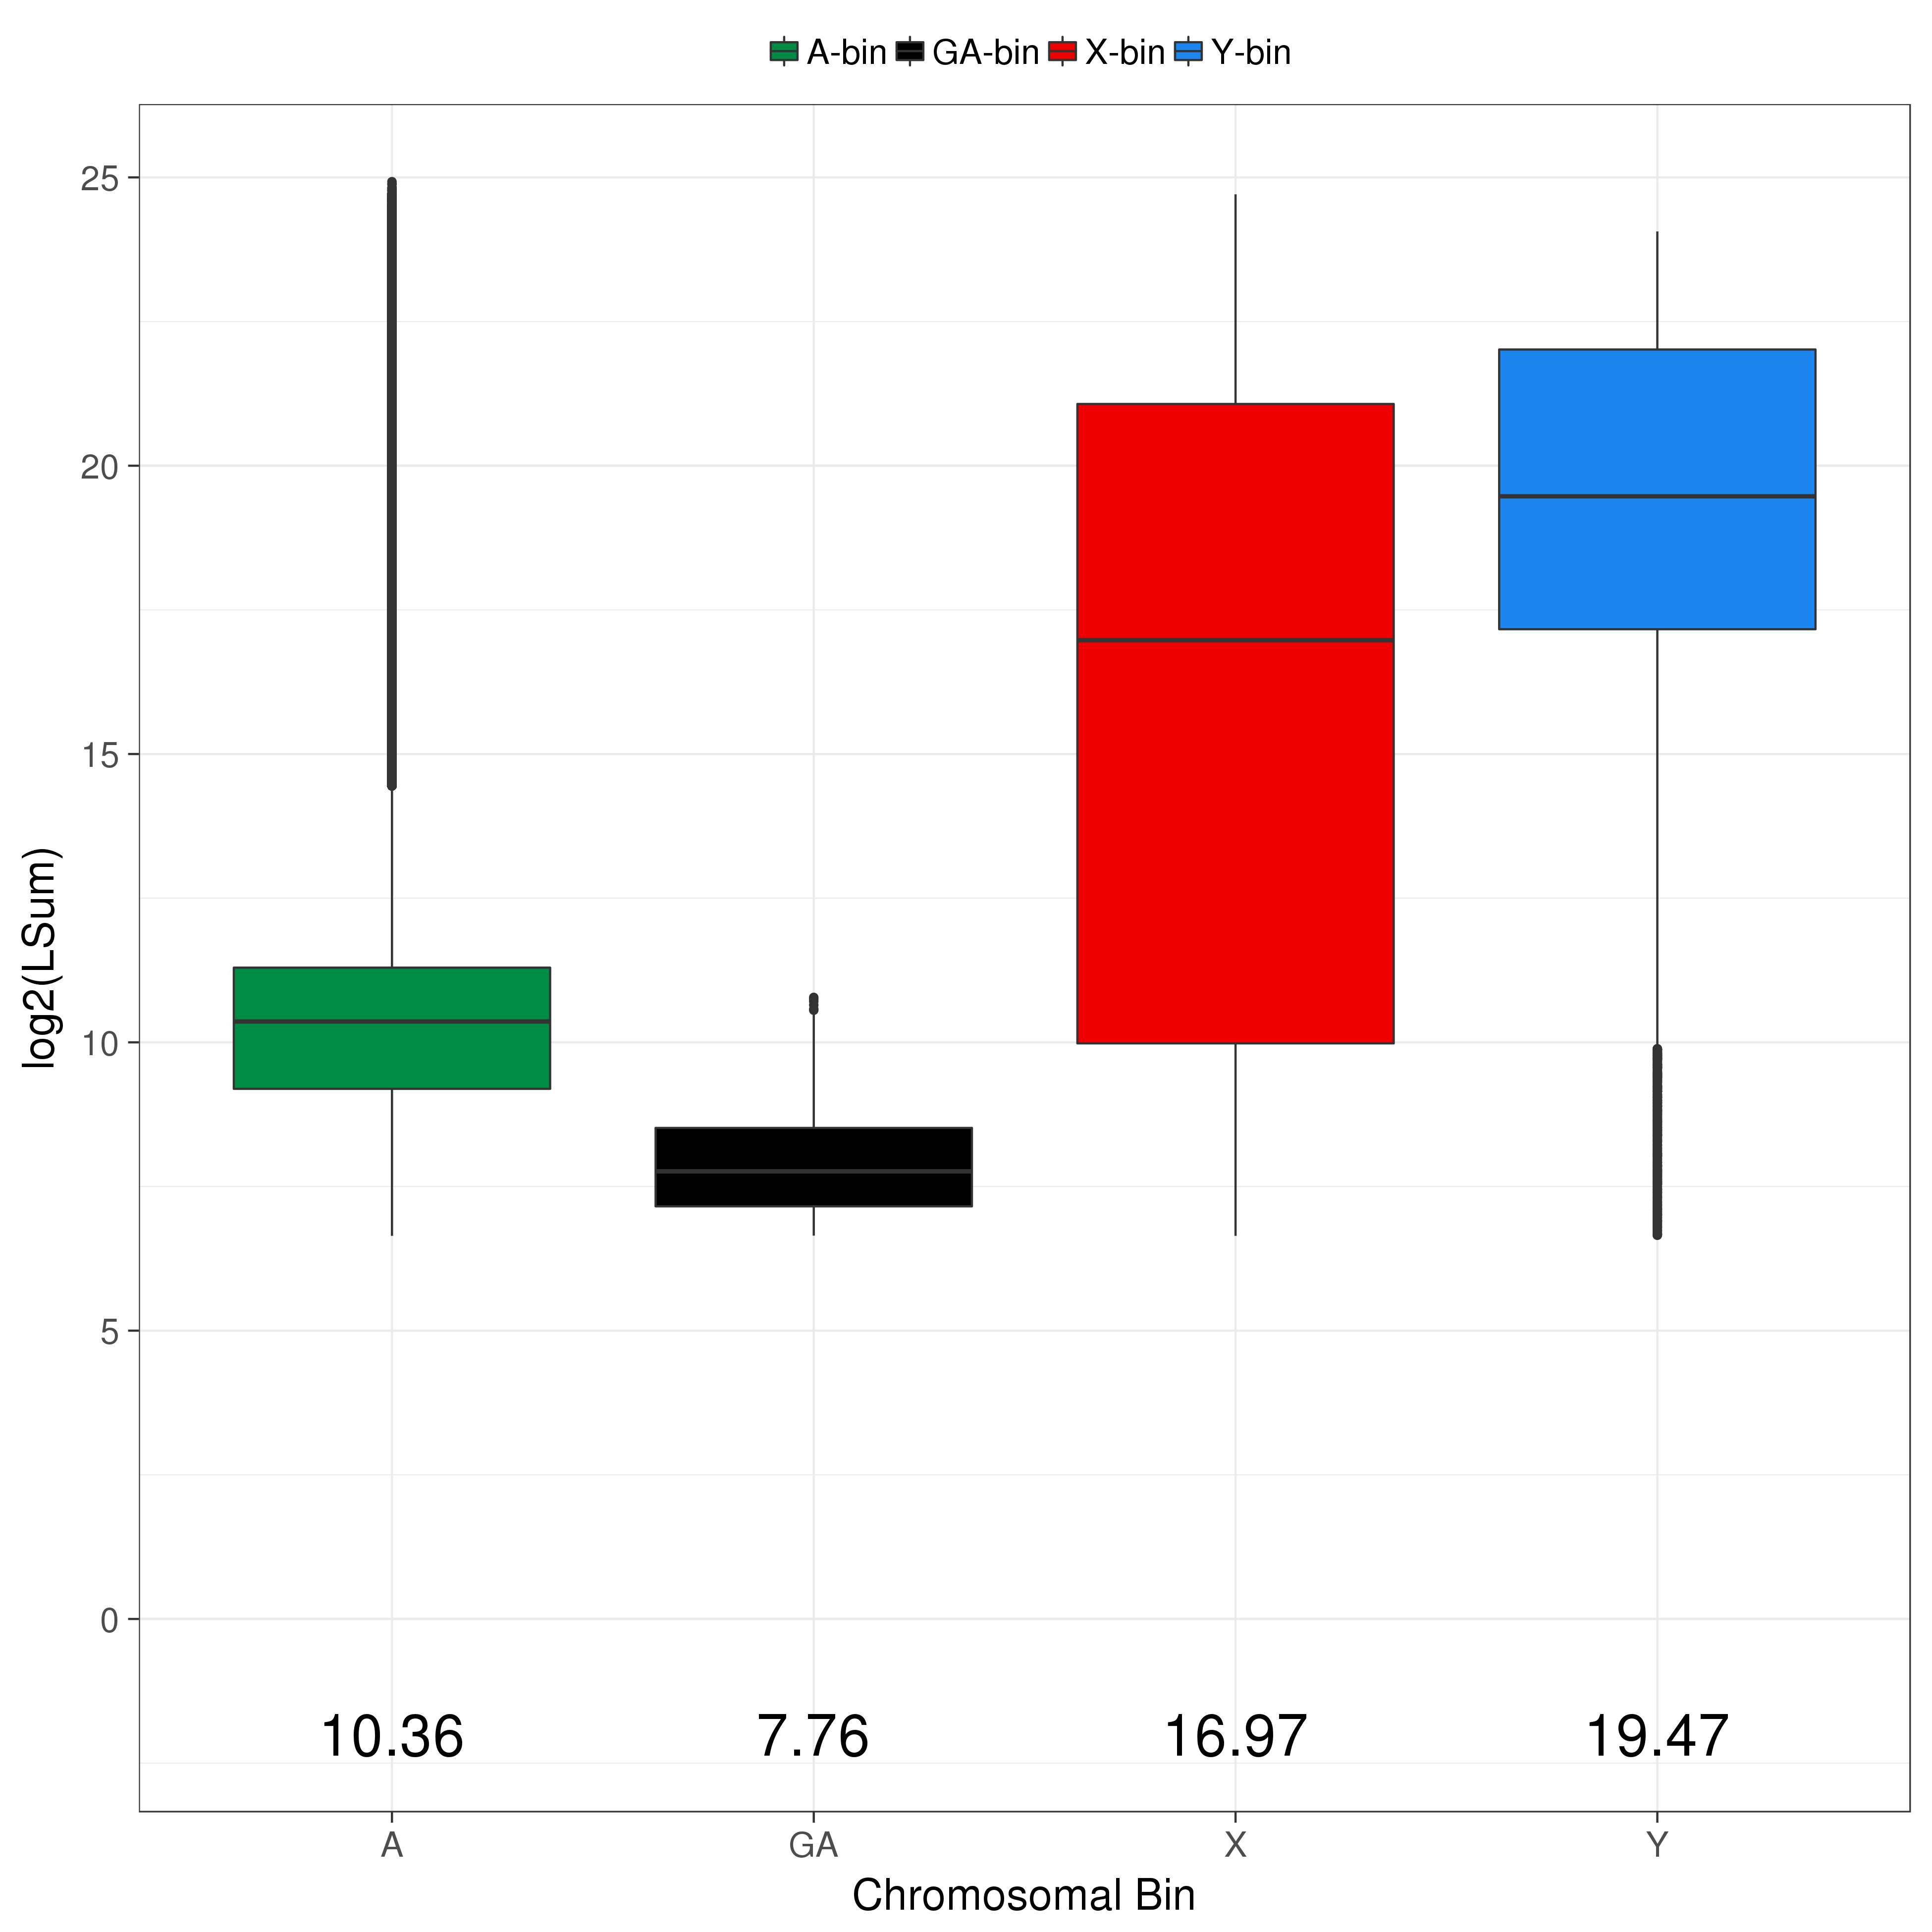 A-bin GA-bin X-bin Y-bin
log2(LSum)
25
20
15
10
5
0
10.36 7.76 16.97 19.47
A GA X Y
Chromosomal Bin